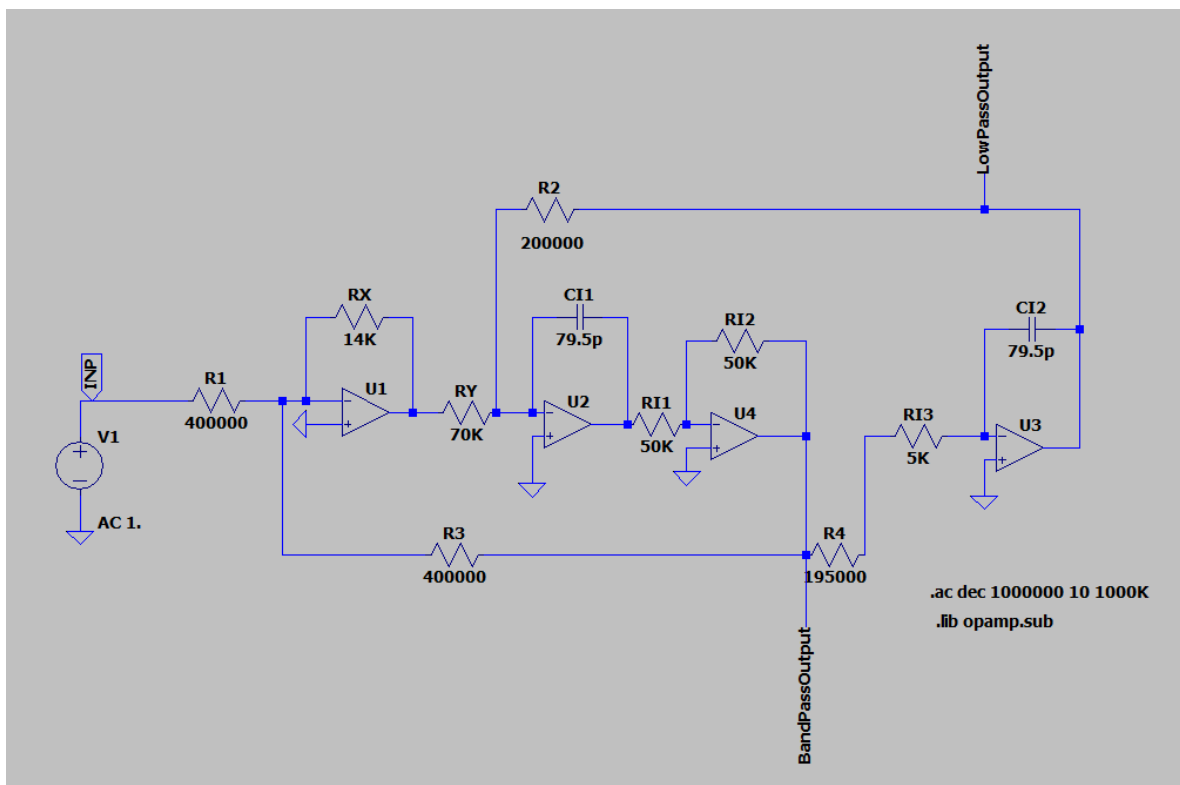 LowPassOutput
R2
200000
RX
14K
CI1
79.5p
RI2
50K
CI2
79.5p
INP
R1
400000
U1
RY
70K
U2
RI1
50K
U4
RI3
5K
U3
V1
AC 1.
R3
400000
R4
195000
.ac dec 1000000 10 1000K
.lib opamp.sub
BandPassOutput